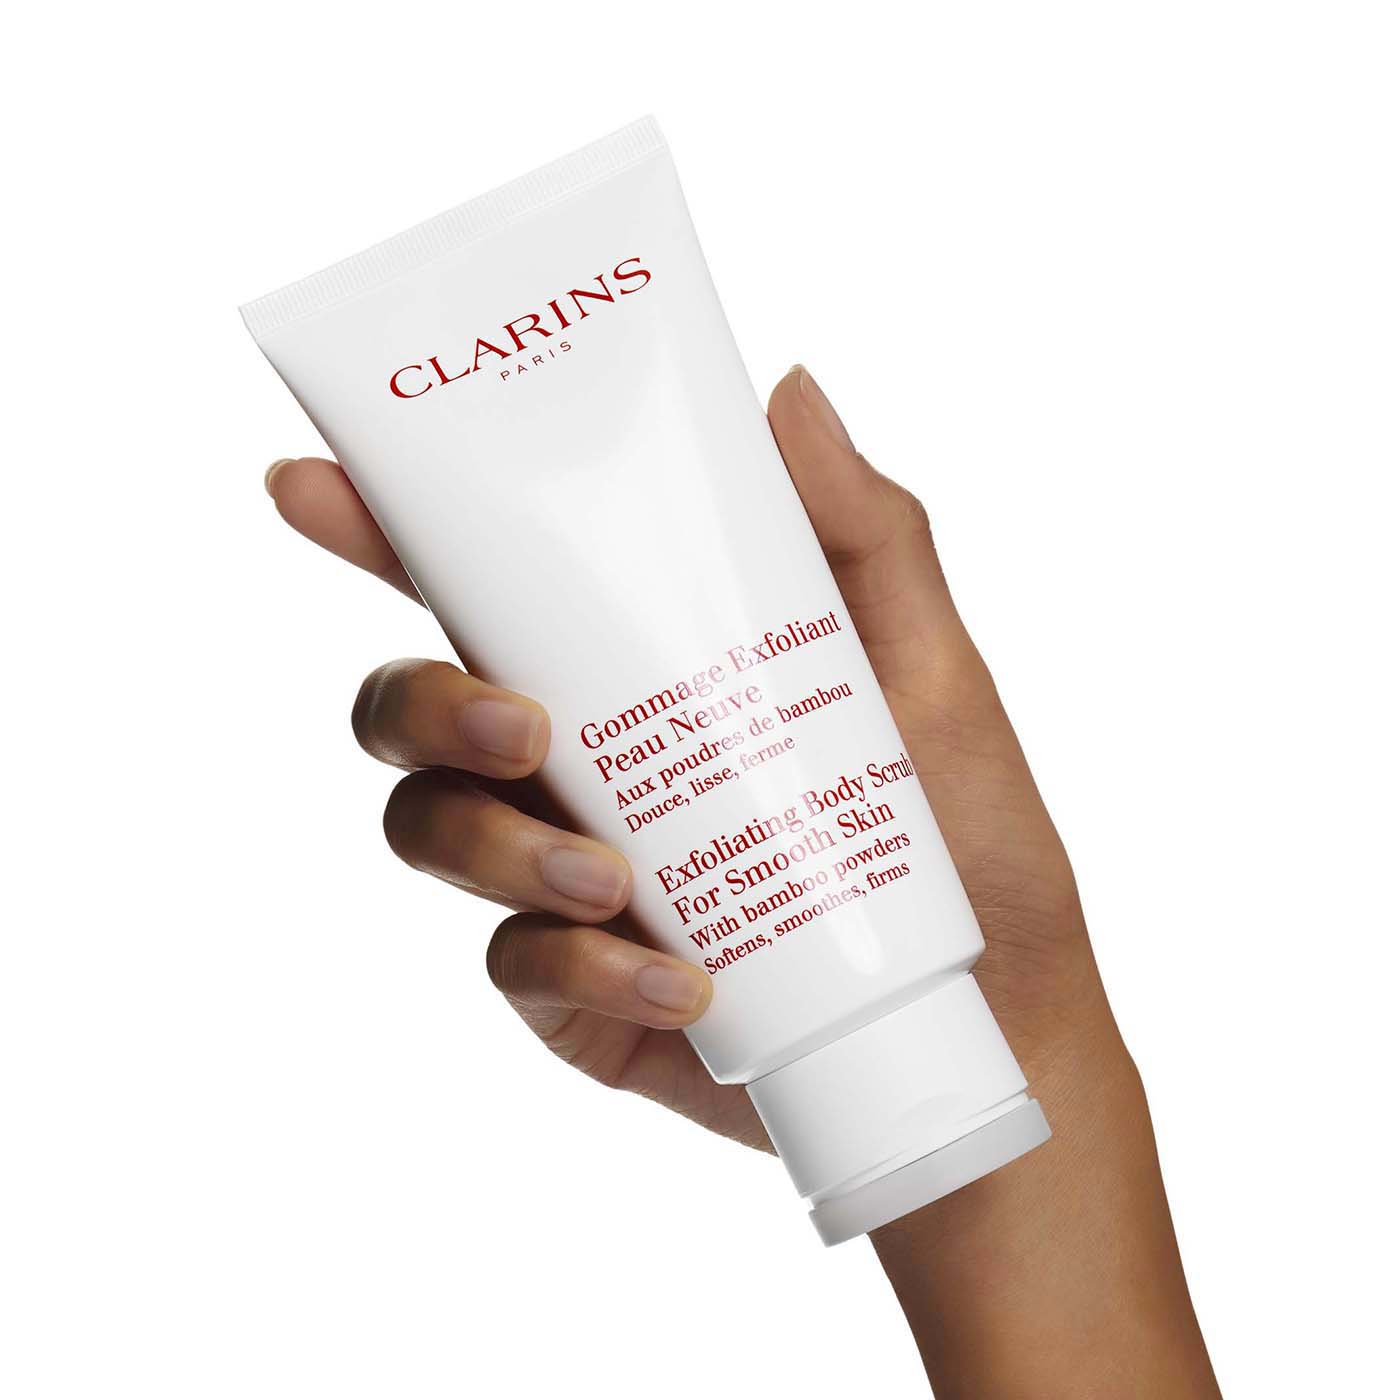 CLARINS
PARIS
Gommage Exfoliant
Peau Neuve
Aux poudres de bambou
Douce, lisse, ferme
Exfoliating Body Scrub
For Smooth Skin
With bamboo powders
Softens, smoothes, firms